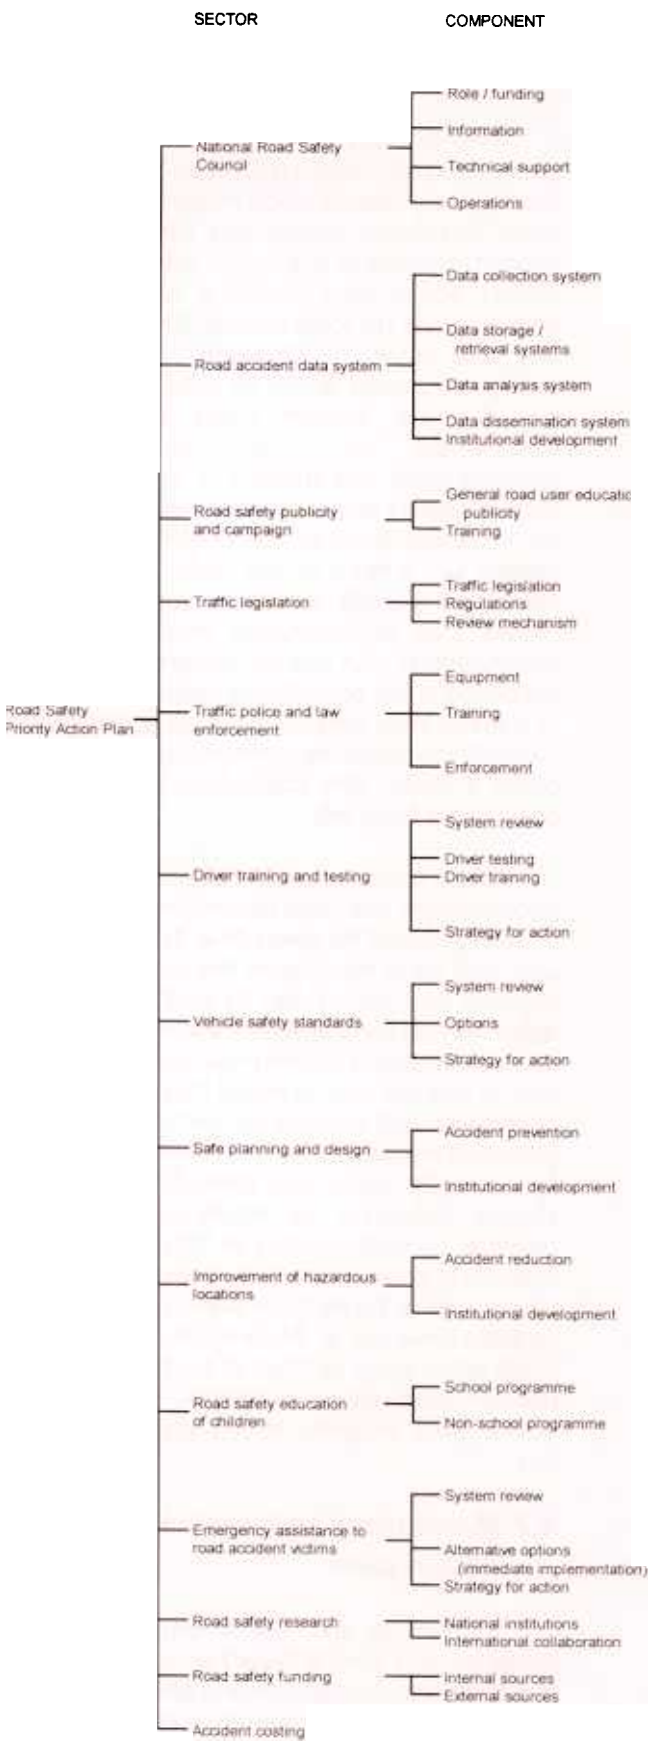 SECTOR
COMPONENT
Role / funding
National Road Safety
Council
Information
Technical support
Operations
Data collection system
Data storage /
retrieval systems
Road accident data system
Data analysis system
Data dissemination system
Institutional development
General road user educatic
publicity
Road safety publicity
and campaign
Training
Traffic legislation
Traffic legislation
Regulations
Review mechanism
Equipment
Road Safety
Priority Action Plan
Traffic police and law
enforcement
Training
Enforcement
System review
Driver testing
Driver training and testing
Driver training
Strategy for action
System review
Vehicle safety standards
Options
Strategy for action
Accident prevention
Safe planning and design
Institutional development
Accident reduction
Improvement of hazardous
locations
Institutional development
School programme
Road safety education
of children
Non-school programme
System review
Emergency assistance to
road accident victims
Alternative options
(immediate implementation)
Strategy for action
Road safety research
National institutions
International collaboration
Road safety funding
Internal sources
External sources
Accident costing